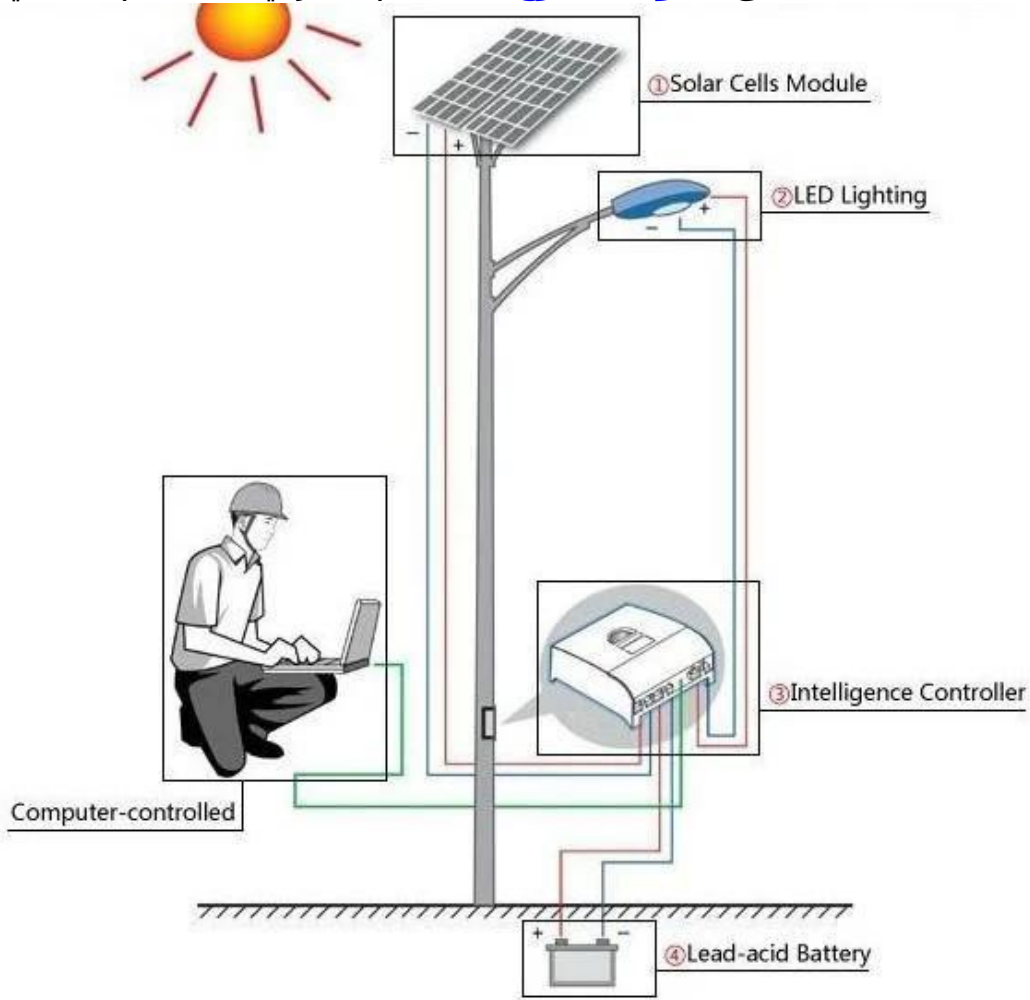 ①Solar Cells Module
−
+
②LED Lighting
+
−
③Intelligence Controller
Computer-controlled
+
−
④Lead-acid Battery